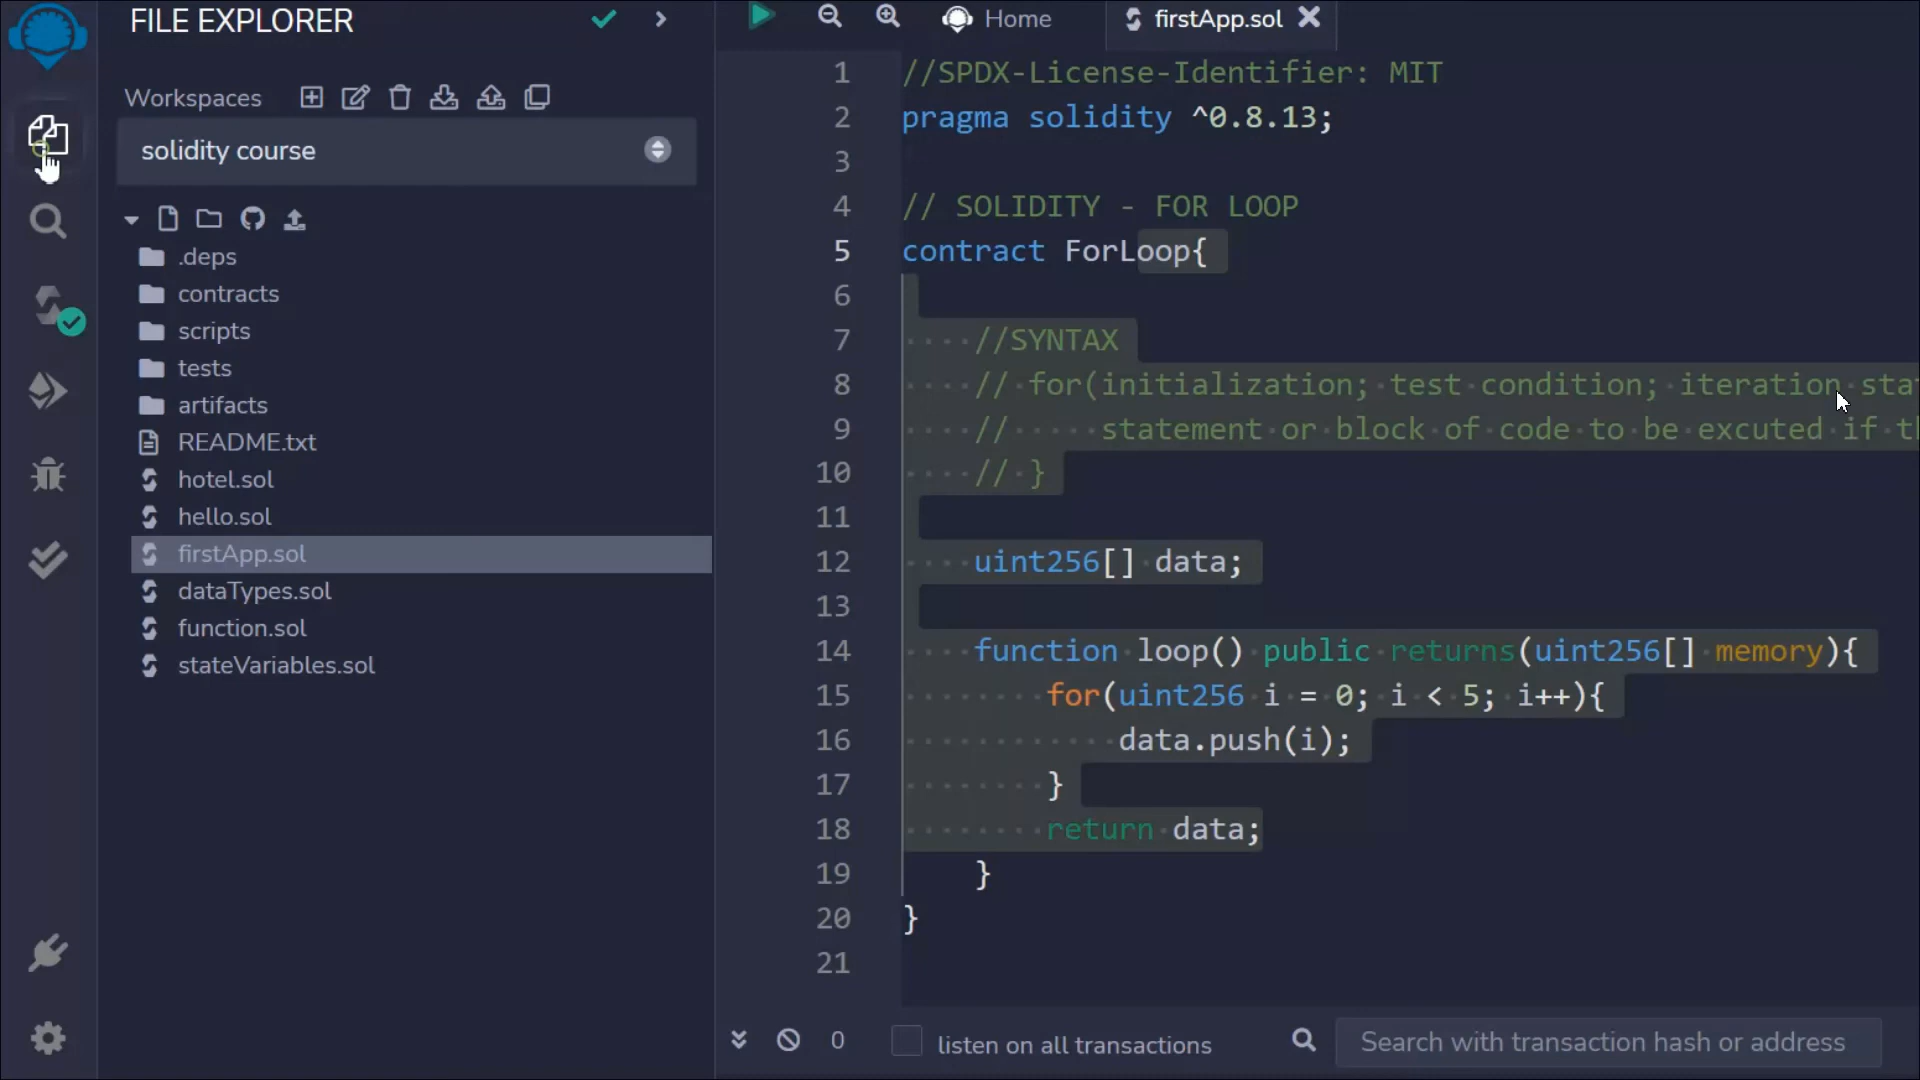 FILE EXPLORER
Workspaces
solidity course
.deps
contracts
scripts
tests
artifacts
README.txt
hotel.sol
hello.sol
firstApp.sol
dataTypes.sol
function.sol
stateVariables.sol
Home
firstApp.sol
1 //SPDX-License-Identifier: MIT
2 pragma solidity ^0.8.13;
3
4 // SOLIDITY - FOR LOOP
5 contract ForLoop{
6
7 //SYNTAX
8 // for(initialization; test condition; iteration sta
9 // statement or block of code to be excuted if t
10 // }
11
12 uint256[] data;
13
14 function loop() public returns(uint256[] memory){
15 for(uint256 i = 0; i < 5; i++){
16 data.push(i);
17 }
18 return data;
19 }
20 }
21
0
listen on all transactions
Search with transaction hash or address